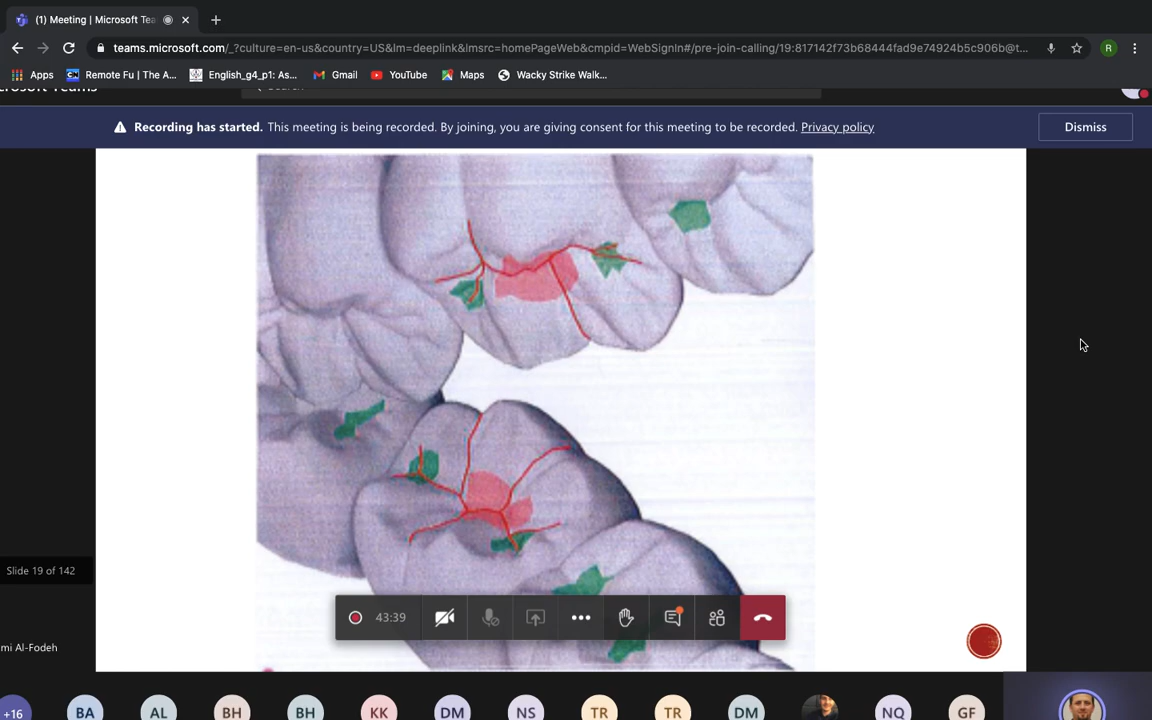 (1) Meeting | Microsoft Tea
teams.microsoft.com/_?culture=en-us&country=US&lm=deeplink&lmsrc=homePageWeb&cmpid=WebSignIn#/pre-join-calling/19:817142f73b68444fad9e74924b5c906b@t...
R
Apps
Remote Fu | The A...
English_g4_p1: As...
Gmail
YouTube
Maps
Wacky Strike Walk...
Recording has started. This meeting is being recorded. By joining, you are giving consent for this meeting to be recorded. Privacy policy
Dismiss
Slide 19 of 142
43:39
mi Al-Fodeh
+16
BA
AL
BH
BH
KK
DM
NS
TR
TR
DM
NQ
GF